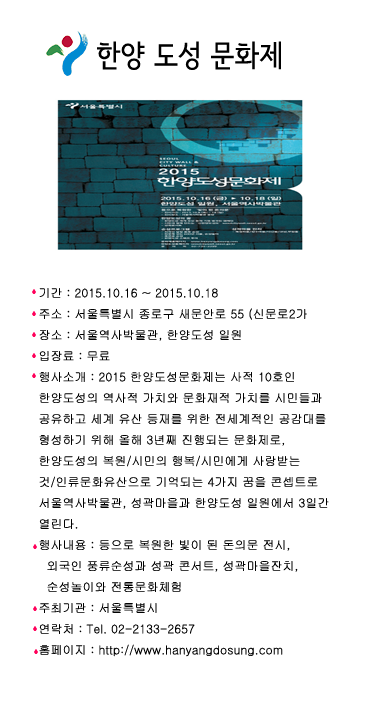 한양 도성 문화제
서울특별시
SEOUL
CITY WALL &
CULTURE
2015
한양도성문화제
2015.10.16 (금) ▶ 10.18 (일)
한양도성 일원, 서울역사박물관
기간 : 2015.10.16 ~ 2015.10.18
주소 : 서울특별시 종로구 새문안로 55 (신문로2가
장소 : 서울역사박물관, 한양도성 일원
입장료 : 무료
행사소개 : 2015 한양도성문화제는 사적 10호인
한양도성의 역사적 가치와 문화재적 가치를 시민들과
공유하고 세계 유산 등재를 위한 전세계적인 공감대를
형성하기 위해 올해 3년째 진행되는 문화제로,
한양도성의 복원/시민의 행복/시민에게 사랑받는
것/인류문화유산으로 기억되는 4가지 꿈을 콘셉트로
서울역사박물관, 성곽마을과 한양도성 일원에서 3일간
열린다.
행사내용 : 등으로 복원한 빛이 된 돈의문 전시,
외국인 풍류순성과 성곽 콘서트, 성곽마을잔치,
순성놀이와 전통문화체험
주최기관 : 서울특별시
연락처 : Tel. 02-2133-2657
홈페이지 : http://www.hanyangdosung.com